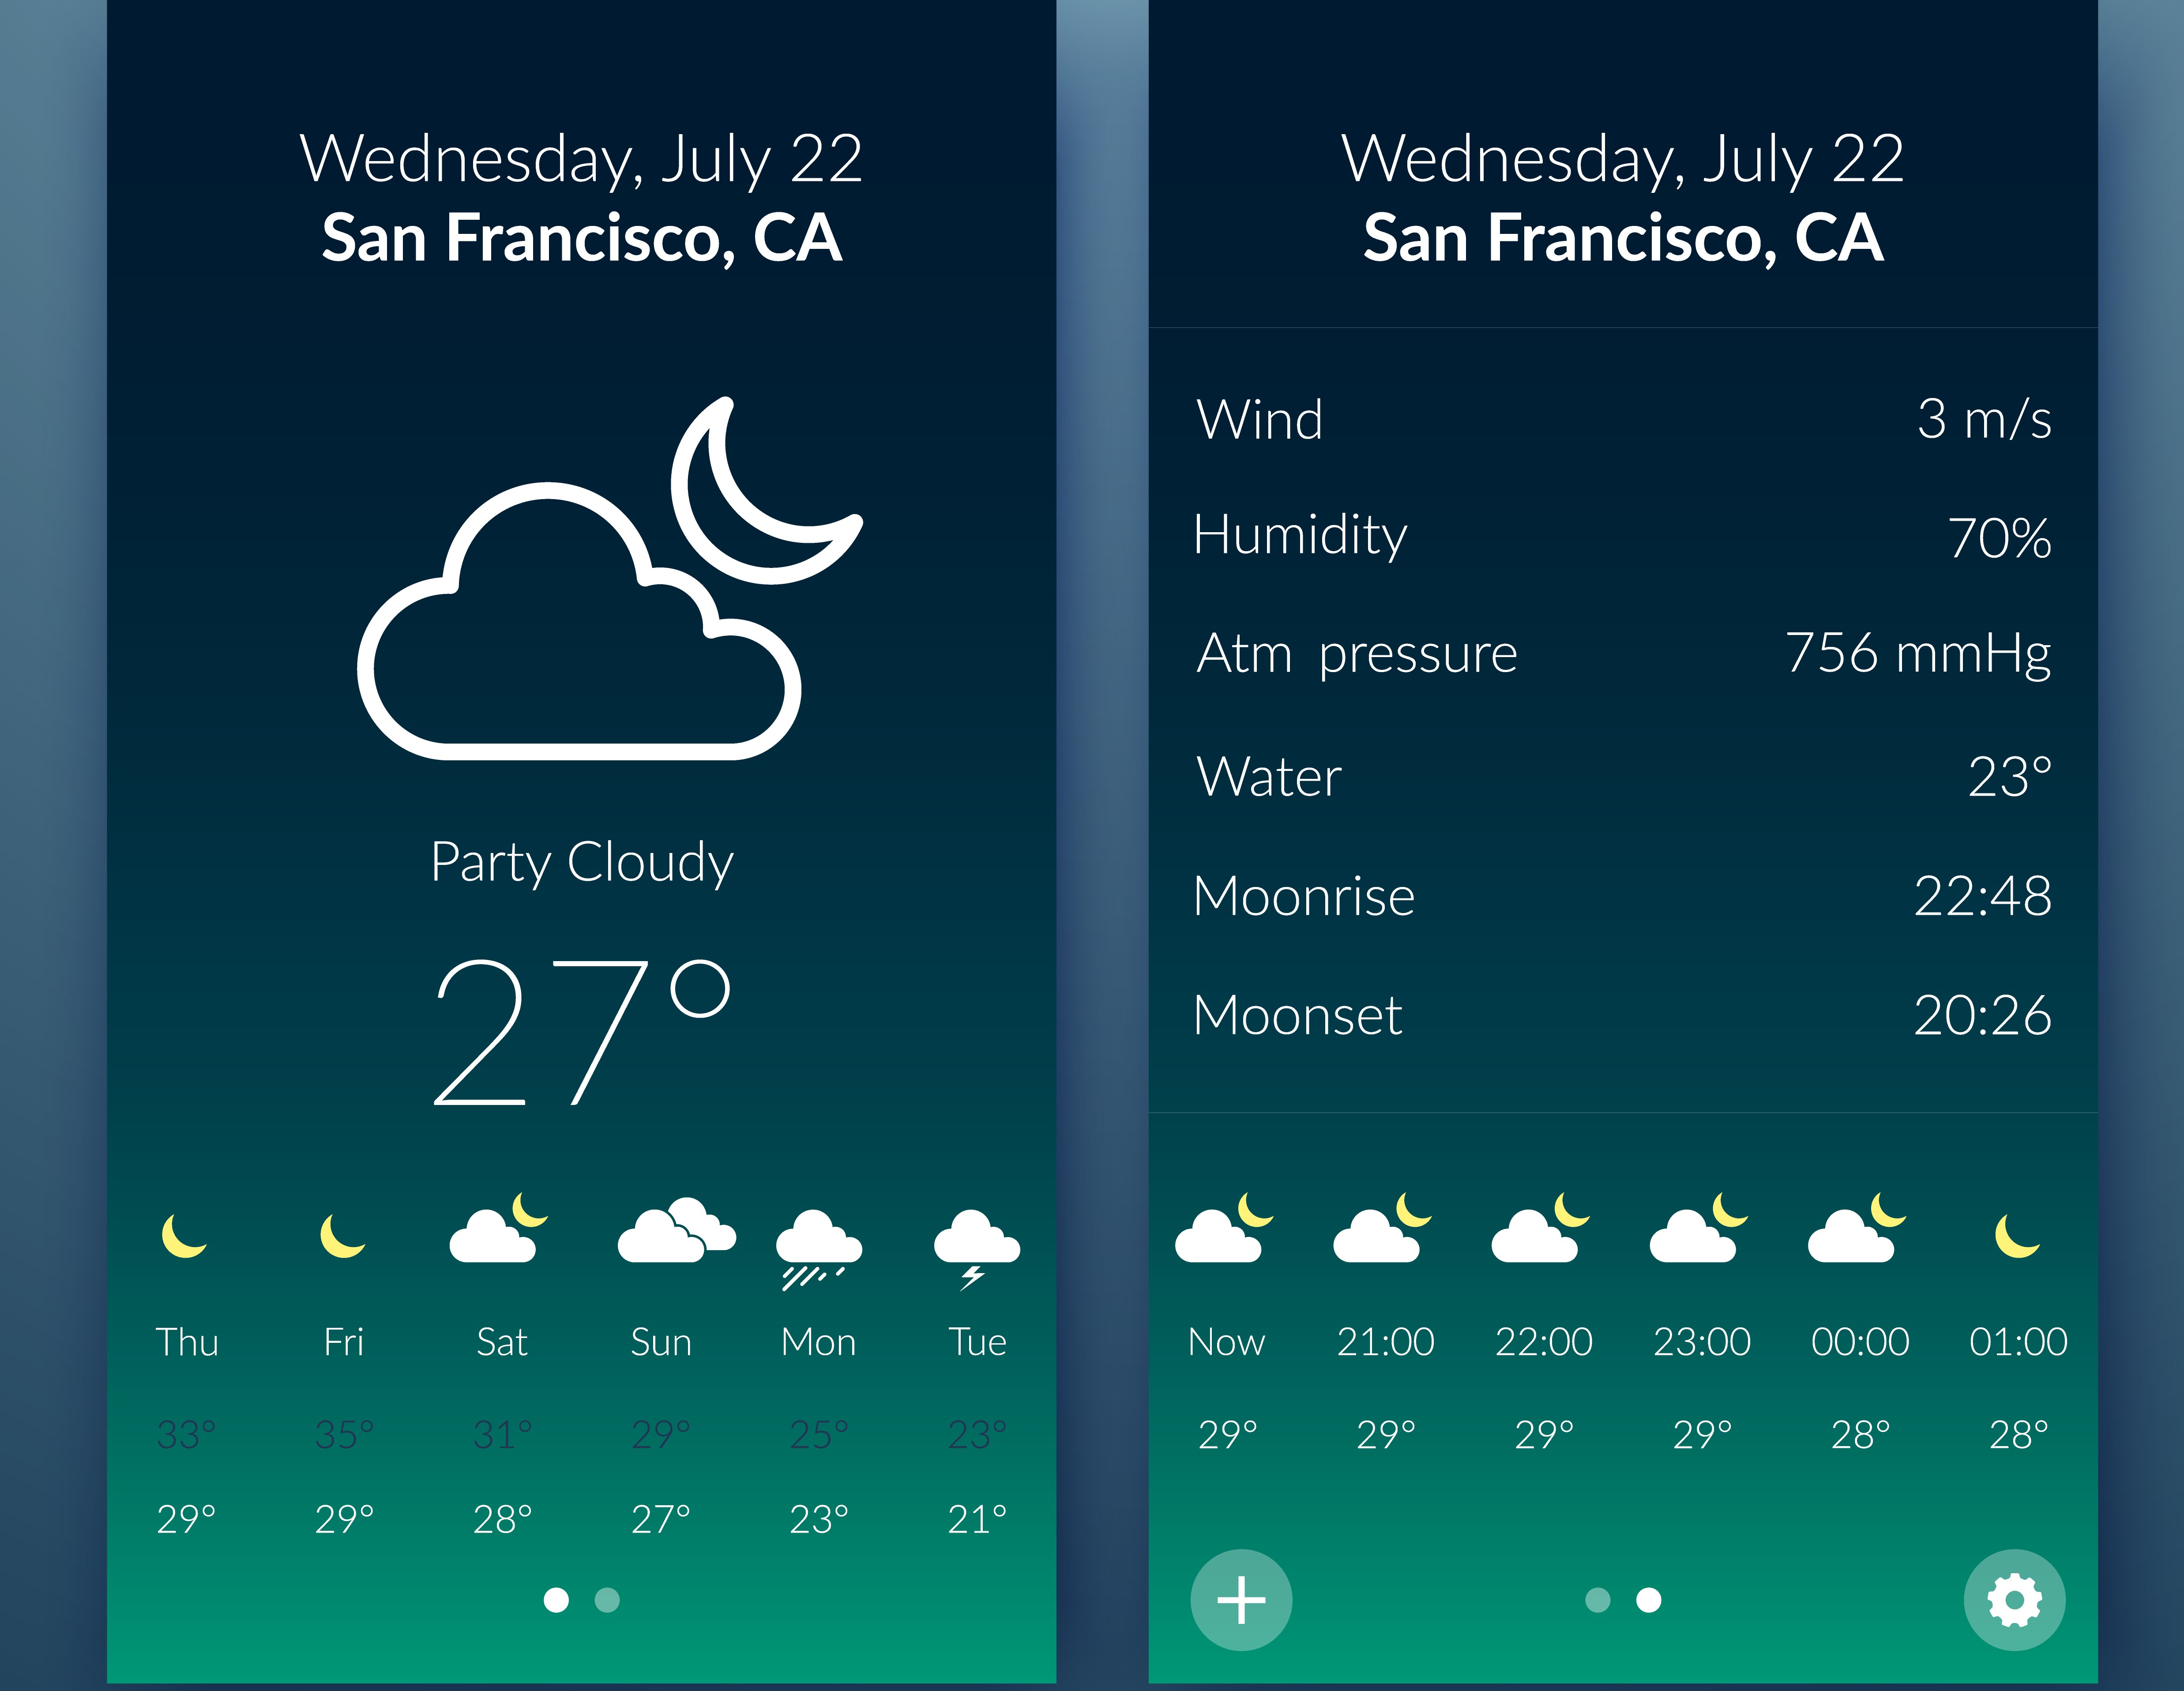 Wednesday, July 22
San Francisco, CA
Party Cloudy
27°
Thu Fri Sat Sun Mon Tue
33° 35° 31° 29° 25° 23°
29° 29° 28° 27° 23° 21°
Wednesday, July 22
San Francisco, CA
Wind 3 m/s
Humidity 70%
Atm pressure 756 mmHg
Water 23°
Moonrise 22:48
Moonset 20:26
Now 21:00 22:00 23:00 00:00 01:00
29° 29° 29° 29° 28° 28°